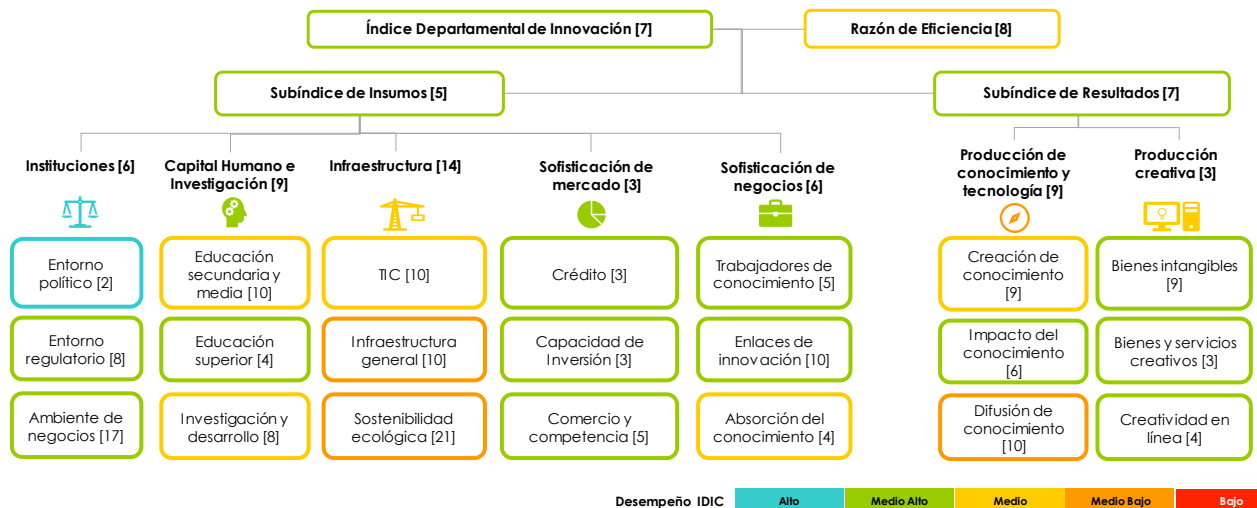 Índice Departamental de Innovación [7]
Razón de Eficiencia [8]
Subíndice de Insumos [5]
Subíndice de Resultados [7]
Instituciones [6]
Capital Humano e
Investigación [9]
Infraestructura [14]
Sofisticación de
mercado [3]
Sofisticación de
negocios [6]
Producción de
conocimiento y
tecnología [9]
Producción
creativa [3]
Entorno
político [2]
Educación
secundaria y
media [10]
TIC [10]
Crédito [3]
Trabajadores de
conocimiento [5]
Creación de
conocimiento
[9]
Bienes intangibles
[9]
Entorno
regulatorio [8]
Educación
superior [4]
Infraestructura
general [10]
Capacidad de
Inversión [3]
Enlaces de
innovación [10]
Impacto del
conocimiento
[6]
Bienes y servicios
creativos [3]
Ambiente de
negocios [17]
Investigación y
desarrollo [8]
Sostenibilidad
ecológica [21]
Comercio y
competencia [5]
Absorción del
conocimiento [4]
Difusión de
conocimiento
[10]
Creatividad en
línea [4]
Desempeño IDIC
Alto
Medio Alto
Medio
Medio Bajo
Bajo